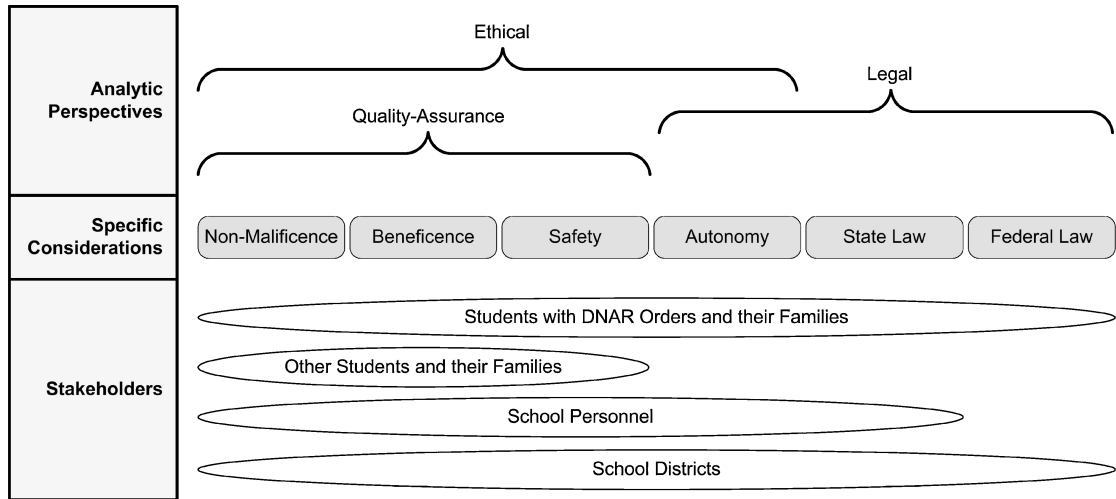 Analytic
Perspectives
Ethical
Legal
Quality-Assurance
Specific
Considerations
Non-Malificence
Beneficence
Safety
Autonomy
State Law
Federal Law
Stakeholders
Students with DNAR Orders and their Families
Other Students and their Families
School Personnel
School Districts